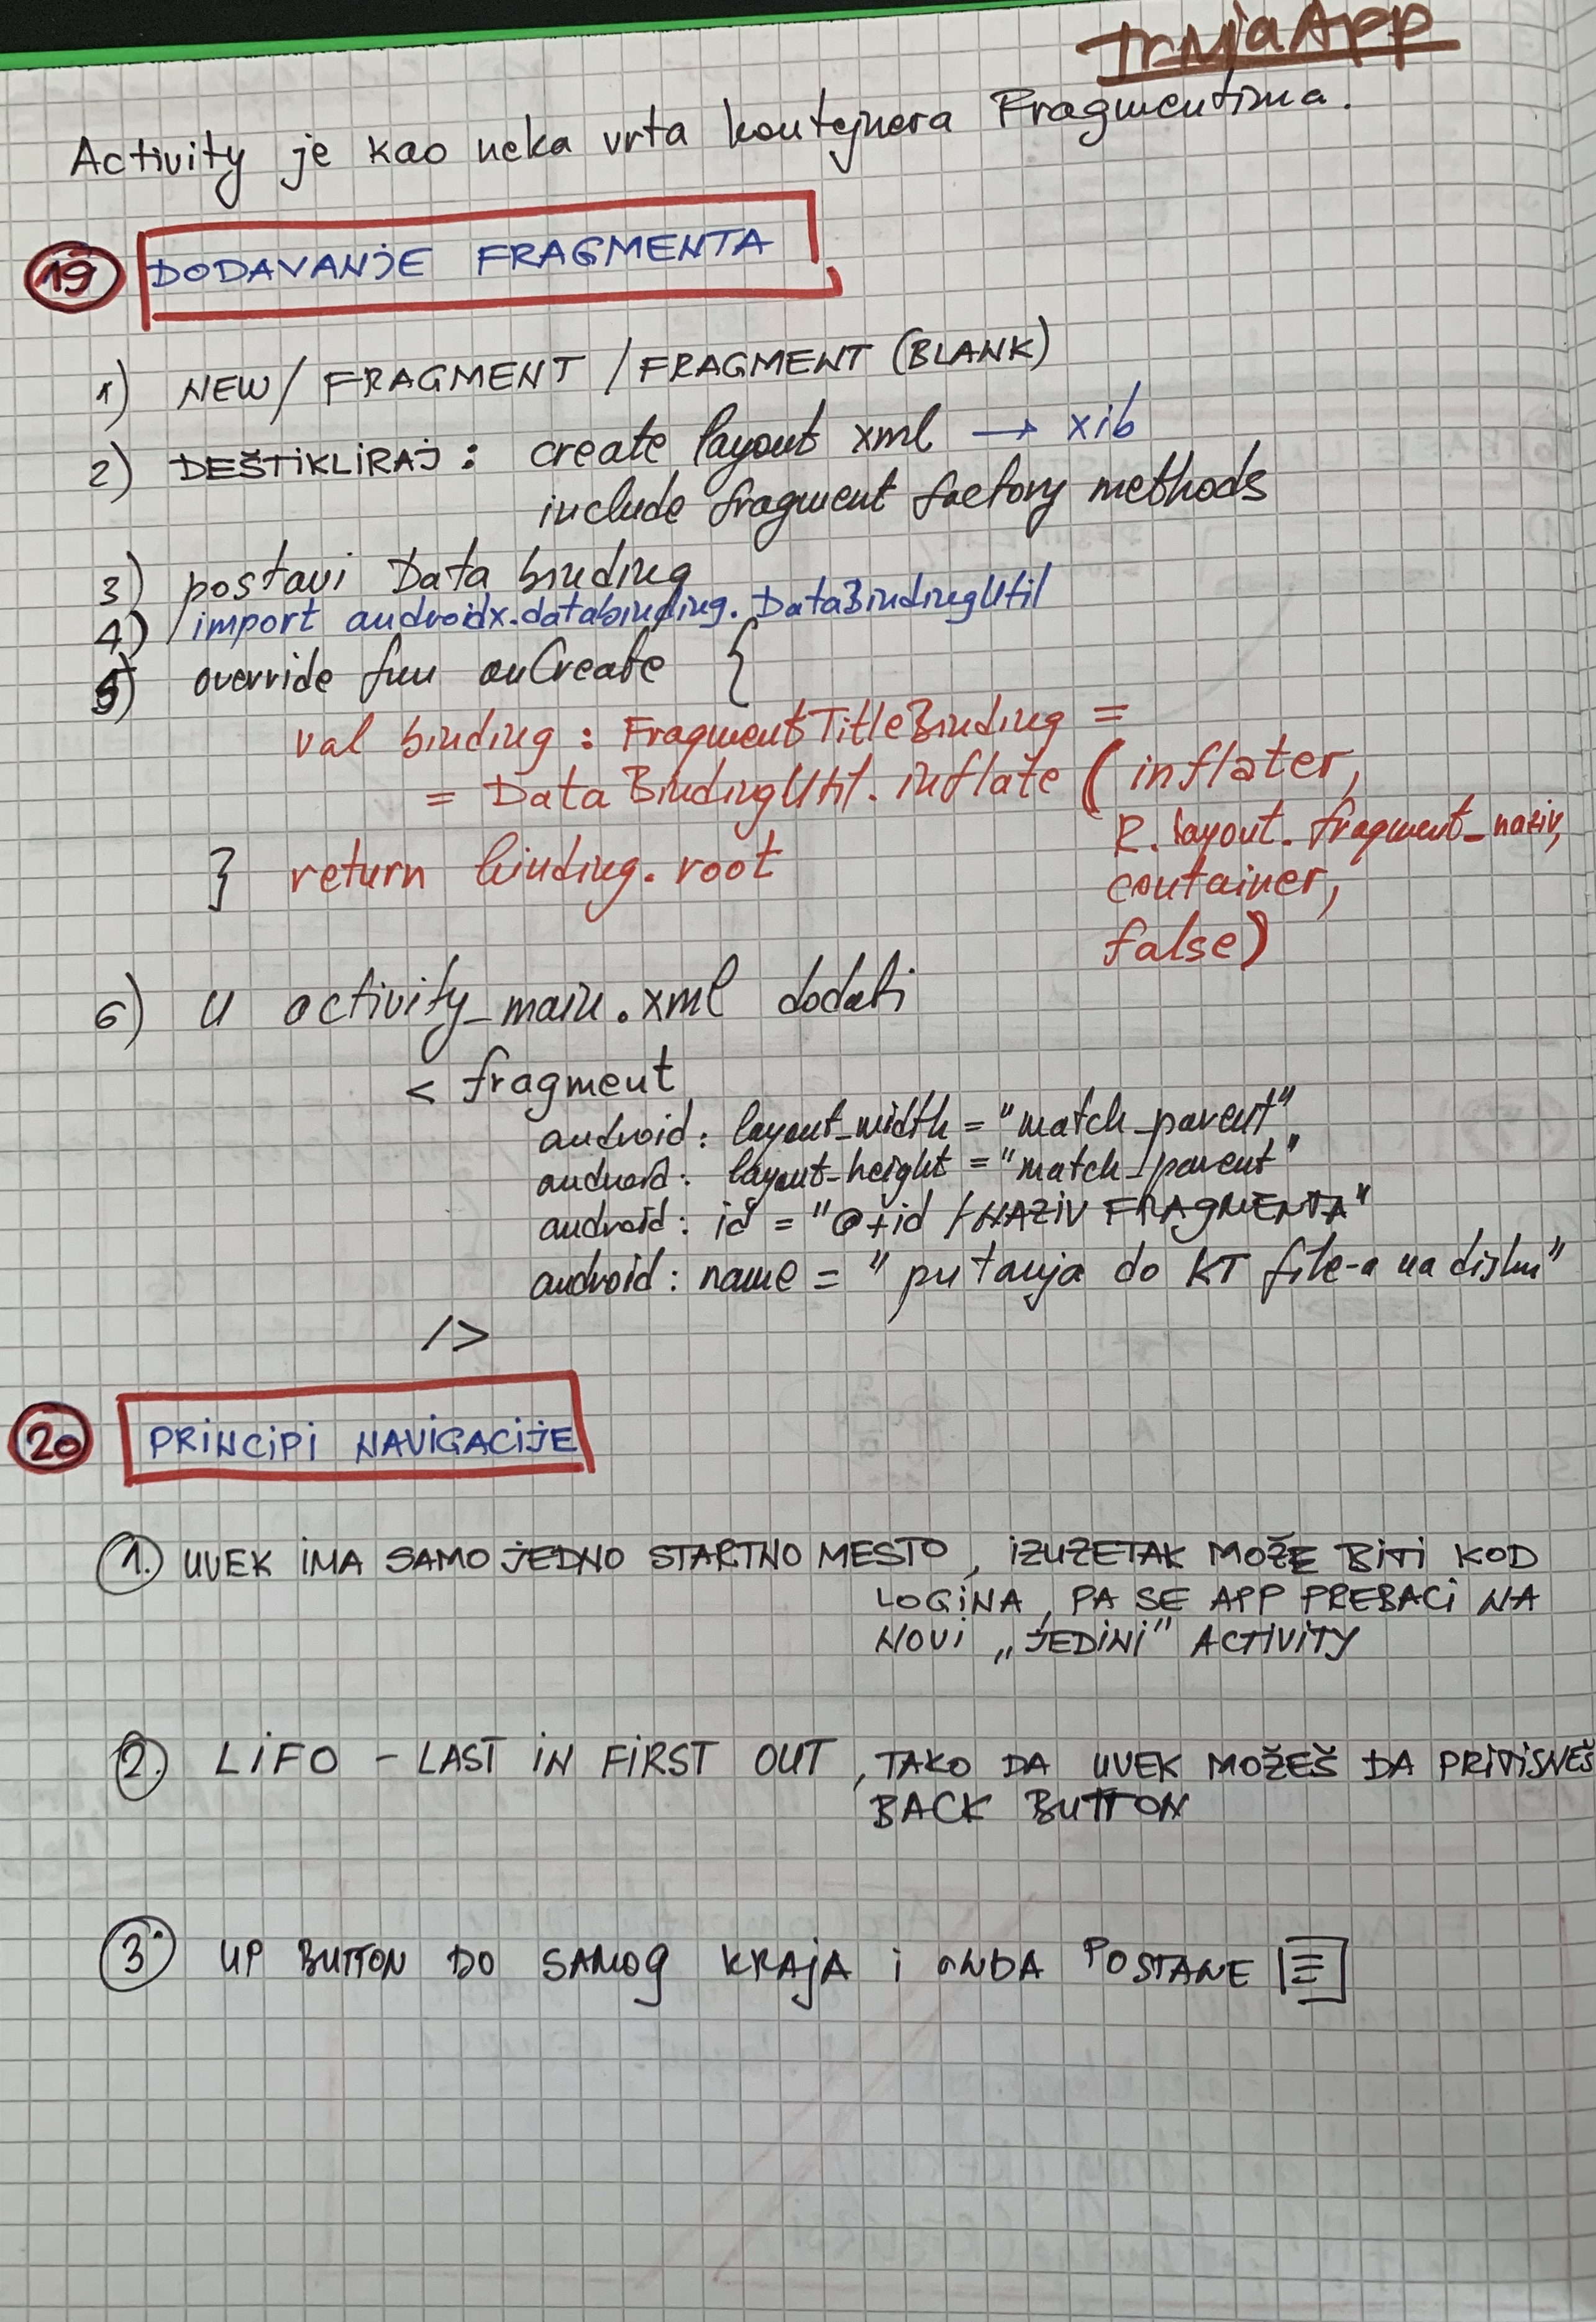 TriviaApp
Activity je kao neka vrta kontejnera Fragmentima.
19 DODAVANJE FRAGMENTA
1) NEW / FRAGMENT / FRAGMENT (BLANK)
2) DEŠTIKLIRAJ : create layout xml → xib
include fragment factory methods
3) postavi Data binding
4) import androidx.databinding.DataBindingUtil
5) override fun onCreate {
val binding : FragmentTitleBinding =
= DataBindingUtil.inflate ( inflater,
R.layout.fragment_naziv,
container,
false)
} return binding.root
6) U activity_main.xml dodati
< fragment
android: layout_width = "match_parent"
android: layout_height = "match_parent"
android: id = "@+id / NAZIV FRAGMENTA"
android: name = " putanja do KT file-a na disku"
/>
20 PRINCIPI NAVIGACIJE
1. UVEK IMA SAMO JEDNO STARTNO MESTO, IZUZETAK MOŽE BITI KOD
LOGINA, PA SE APP PREBACI NA
NOVI „JEDINI" ACTIVITY
2. LIFO - LAST IN FIRST OUT, TAKO DA UVEK MOŽEŠ DA PRITISNEŠ
BACK BUTTON
3. UP BUTTON DO SAMOG KRAJA I ONDA POSTANE